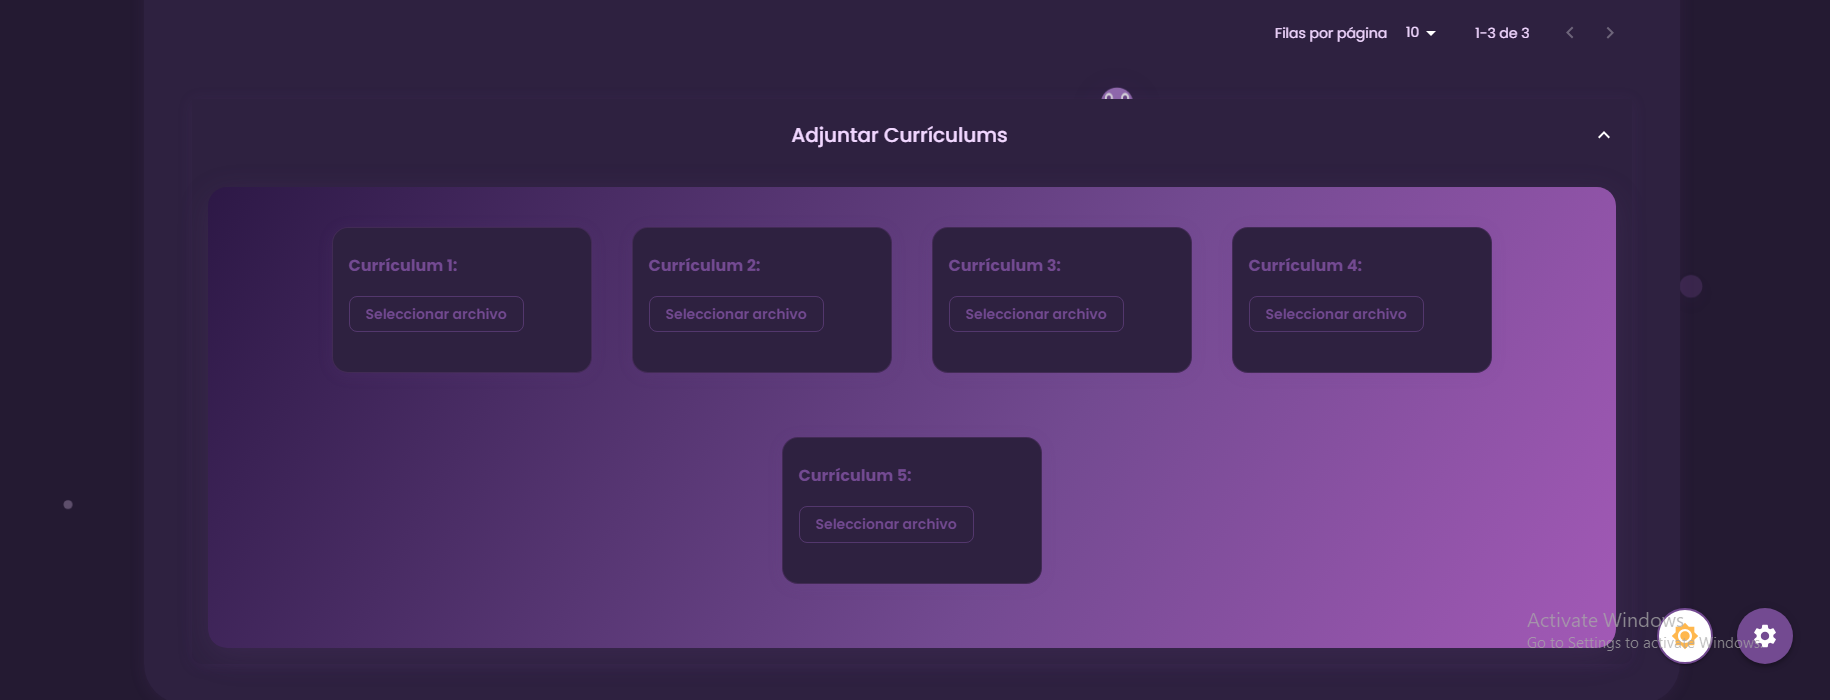 Filas por página 10 1-3 de 3
Adjuntar Currículums
Currículum 1:
Seleccionar archivo
Currículum 2:
Seleccionar archivo
Currículum 3:
Seleccionar archivo
Currículum 4:
Seleccionar archivo
Currículum 5:
Seleccionar archivo
Activate Windows
Go to Settings to activate Windows.